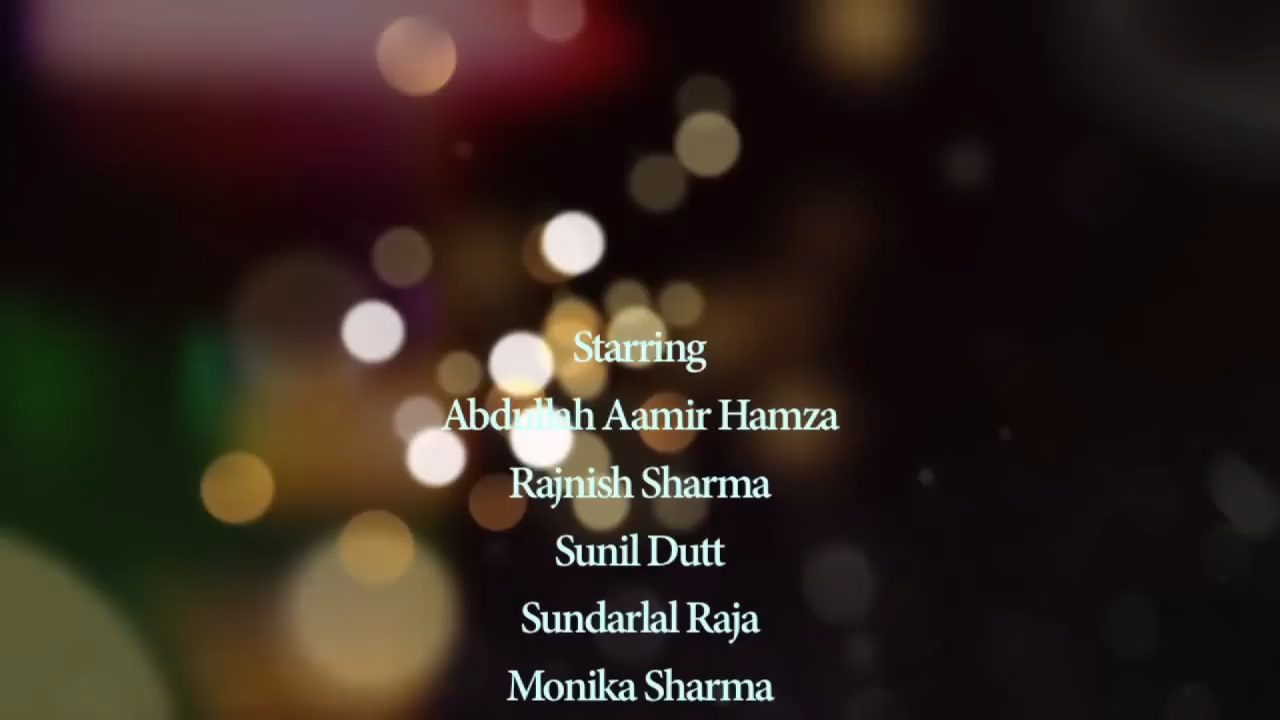 Starring
Abdullah Aamir Hamza
Rajnish Sharma
Sunil Dutt
Sundarlal Raja
Monika Sharma